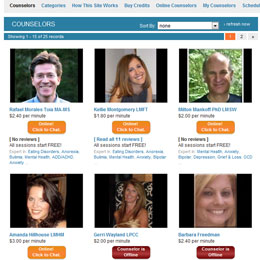 Counselors Categories How This Site Works Buy Credits Online Counselors My Counselors Schedule
COUNSELORS
Sort By: none
refresh now
Showing 1 - 15 of 25 records
1 2 »
Rafael Morales Toia MA.MS
Kellie Montgomery LMFT
Milton Mankoff PhD LMSW
$2.40 per minute
$1.60 per minute
$2.00 per minute
Online!
Click to Chat.
Online!
Click to Chat.
Online!
Click to Chat.
[ No reviews ]
[ Read all 11 reviews ]
[ No reviews ]
All sessions start FREE!
All sessions start FREE!
All sessions start FREE!
Expert in: Eating Disorders, Anorexia
Expert in: Eating Disorders, Anorexia
Expert in: Mental Health, Anxiety,
Bulimia, Mental Health, ADD/ADHD
Bulimia, Mental Health, Anxiety, Bipolar
Bipolar, Depression, Grief & Loss, OCD
Amanda Hillhouse LMHM
Gerri Wayland LPCC
Barbara Freedman
$3.00 per minute
$2.00 per minute
$2.40 per minute
Online!
Click to Chat.
Counselor is
Offline
Counselor is
Offline